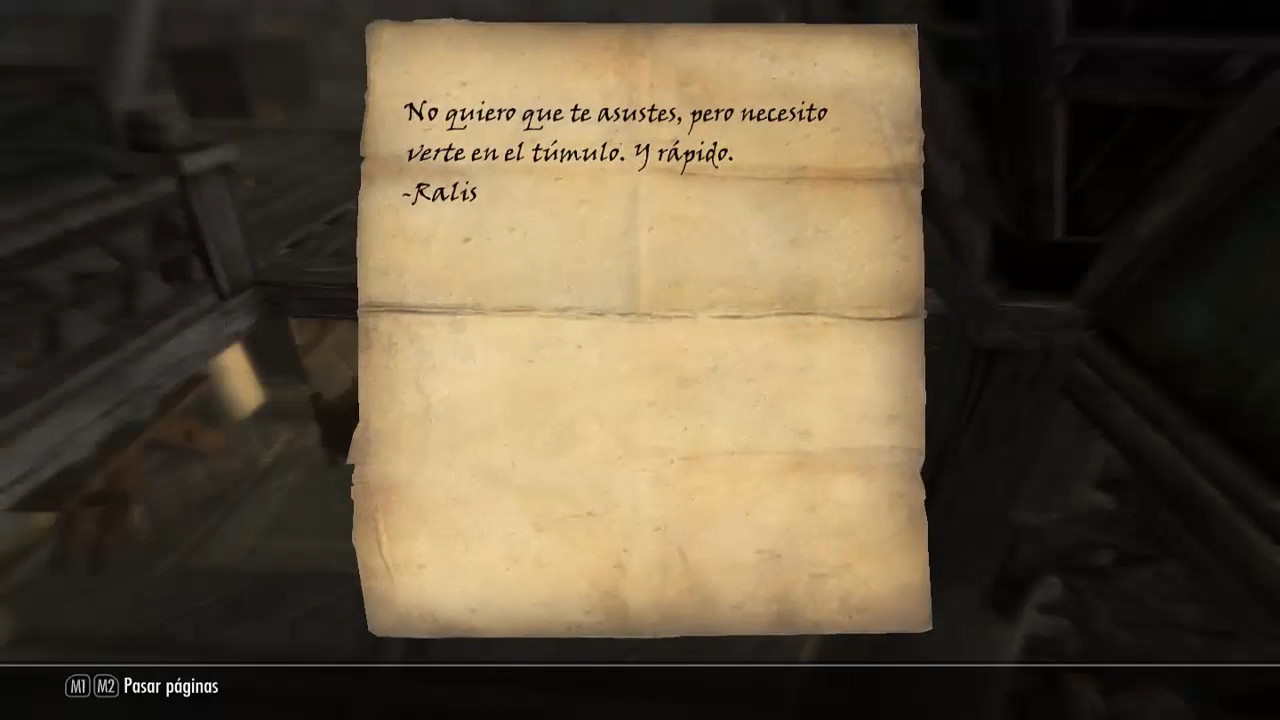 No quiero que te asustes, pero necesito
verte en el túmulo. Y rápido.
-Ralis
M1 M2 Pasar páginas